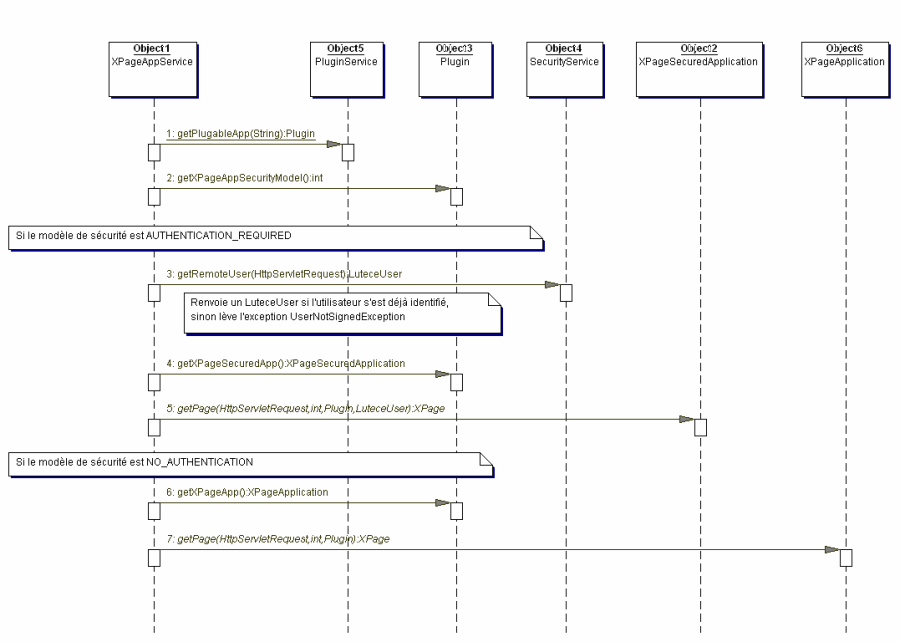 Object1 Object5 Object3 Object4 Object2 Object6
XPageAppService PluginService Plugin SecurityService XPageSecuredApplication XPageApplication
1: getPlugableApp(String):Plugin
2: getXPageAppSecurityModel():int
Si le modèle de sécurité est AUTHENTICATION_REQUIRED
3: getRemoteUser(HttpServletRequest):LuteceUser
Renvoie un LuteceUser si l'utilisateur s'est déjà identifié,
sinon lève l'exception UserNotSignedException
4: getXPageSecuredApp():XPageSecuredApplication
5: getPage(HttpServletRequest,int,Plugin,LuteceUser):XPage
Si le modèle de sécurité est NO_AUTHENTICATION
6: getXPageApp():XPageApplication
7: getPage(HttpServletRequest,int,Plugin):XPage